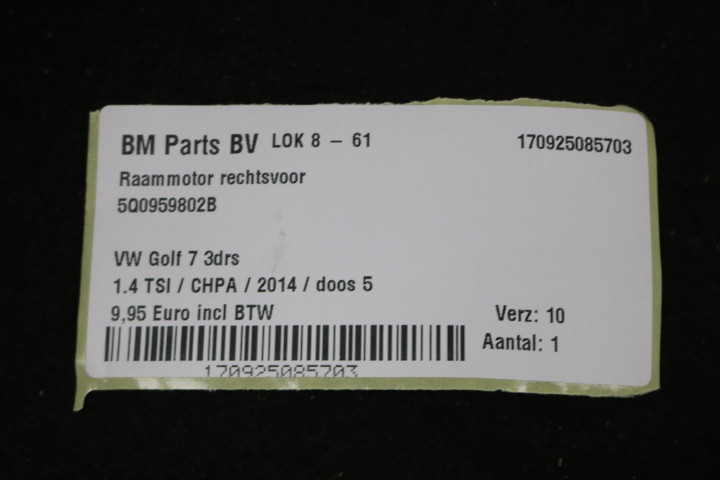 BM Parts BV LOK 8 – 61 170925085703
Raammotor rechtsvoor
5Q0959802B
VW Golf 7 3drs
1.4 TSI / CHPA / 2014 / doos 5
9,95 Euro incl BTW
Verz: 10
Aantal: 1
170925085703